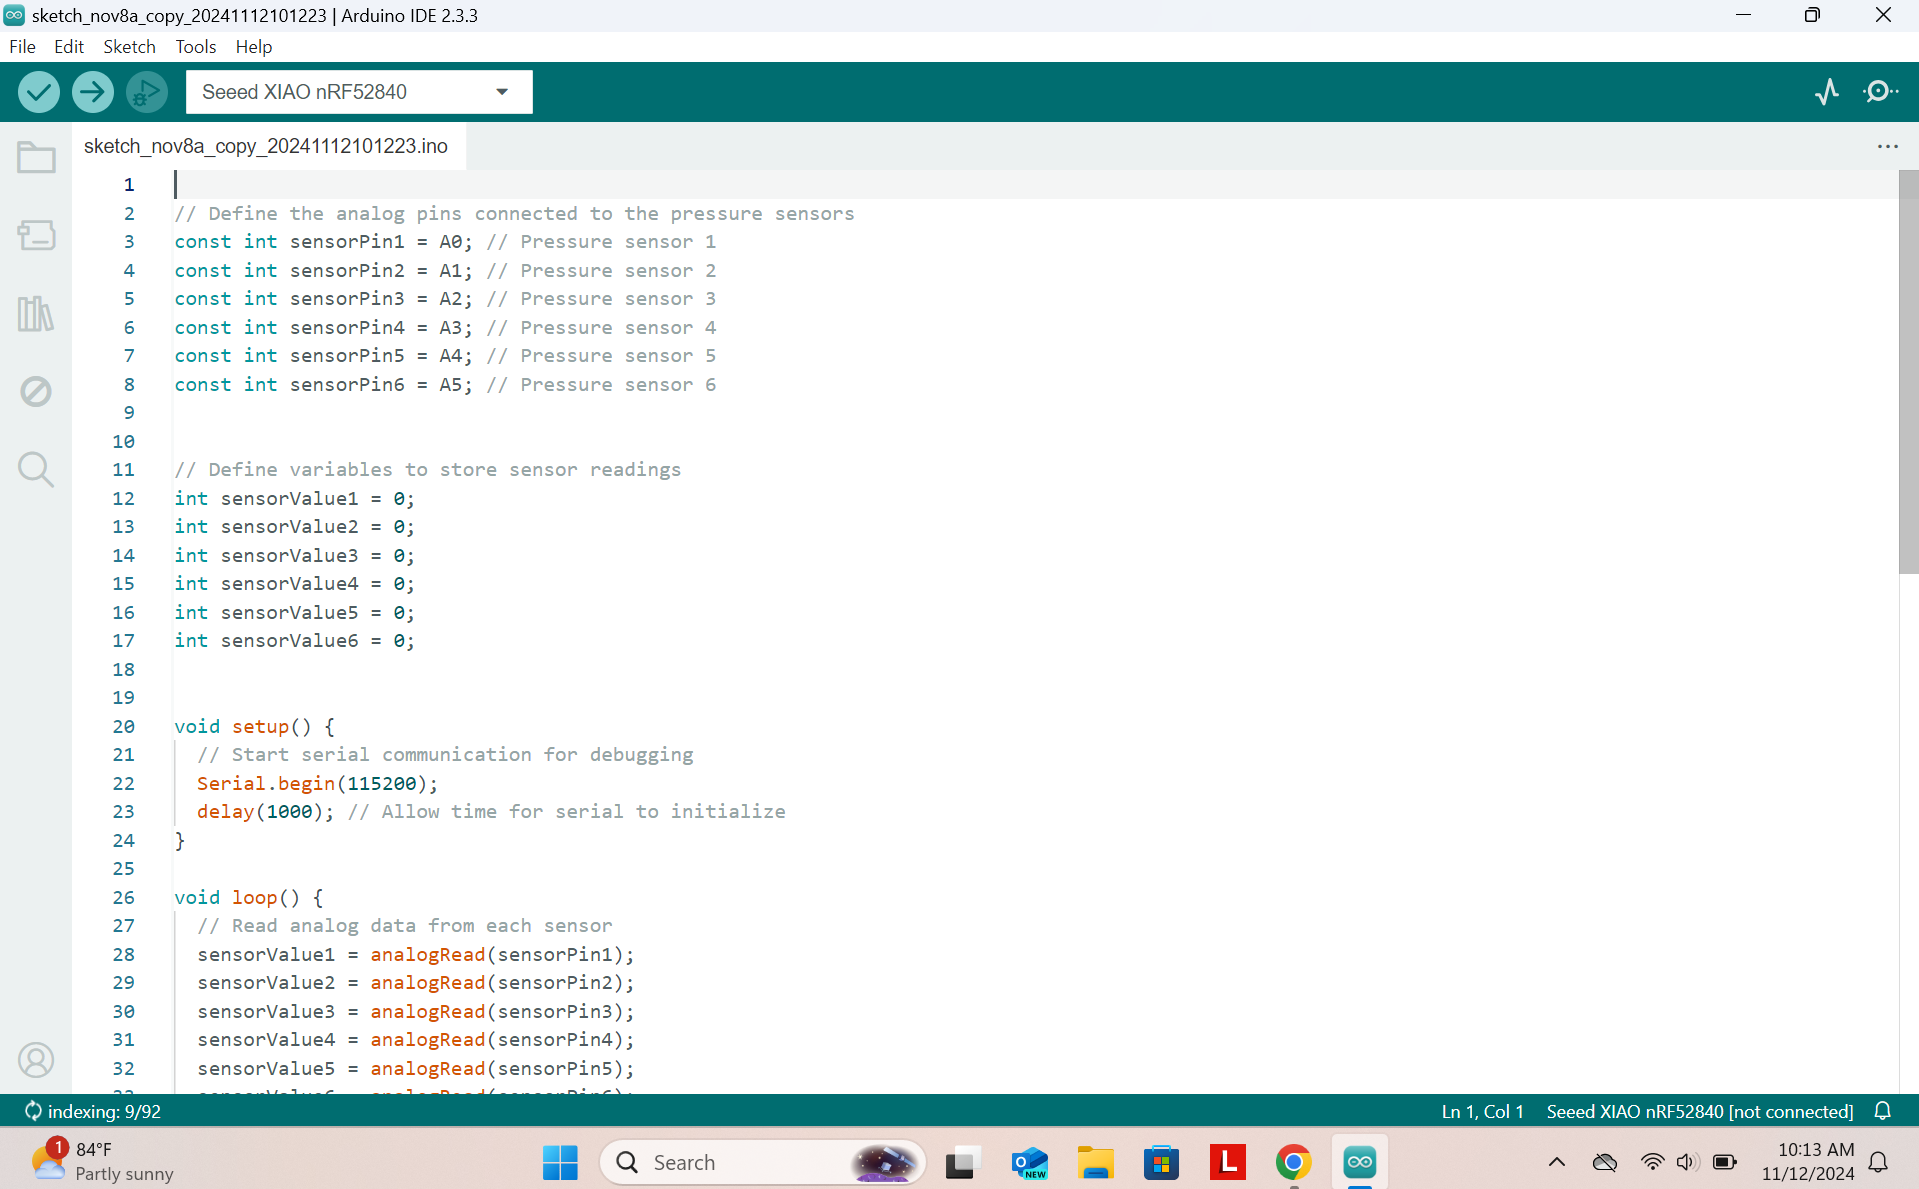 sketch_nov8a_copy_20241112101223 | Arduino IDE 2.3.3
File Edit Sketch Tools Help
Seeed XIAO nRF52840
sketch_nov8a_copy_20241112101223.ino
1
2 // Define the analog pins connected to the pressure sensors
3 const int sensorPin1 = A0; // Pressure sensor 1
4 const int sensorPin2 = A1; // Pressure sensor 2
5 const int sensorPin3 = A2; // Pressure sensor 3
6 const int sensorPin4 = A3; // Pressure sensor 4
7 const int sensorPin5 = A4; // Pressure sensor 5
8 const int sensorPin6 = A5; // Pressure sensor 6
9
10
11 // Define variables to store sensor readings
12 int sensorValue1 = 0;
13 int sensorValue2 = 0;
14 int sensorValue3 = 0;
15 int sensorValue4 = 0;
16 int sensorValue5 = 0;
17 int sensorValue6 = 0;
18
19
20 void setup() {
21 // Start serial communication for debugging
22 Serial.begin(115200);
23 delay(1000); // Allow time for serial to initialize
24 }
25
26 void loop() {
27 // Read analog data from each sensor
28 sensorValue1 = analogRead(sensorPin1);
29 sensorValue2 = analogRead(sensorPin2);
30 sensorValue3 = analogRead(sensorPin3);
31 sensorValue4 = analogRead(sensorPin4);
32 sensorValue5 = analogRead(sensorPin5);
indexing: 9/92
Ln 1, Col 1 Seeed XIAO nRF52840 [not connected]
1
84°F
Partly sunny
Search
NEW
L
10:13 AM
11/12/2024